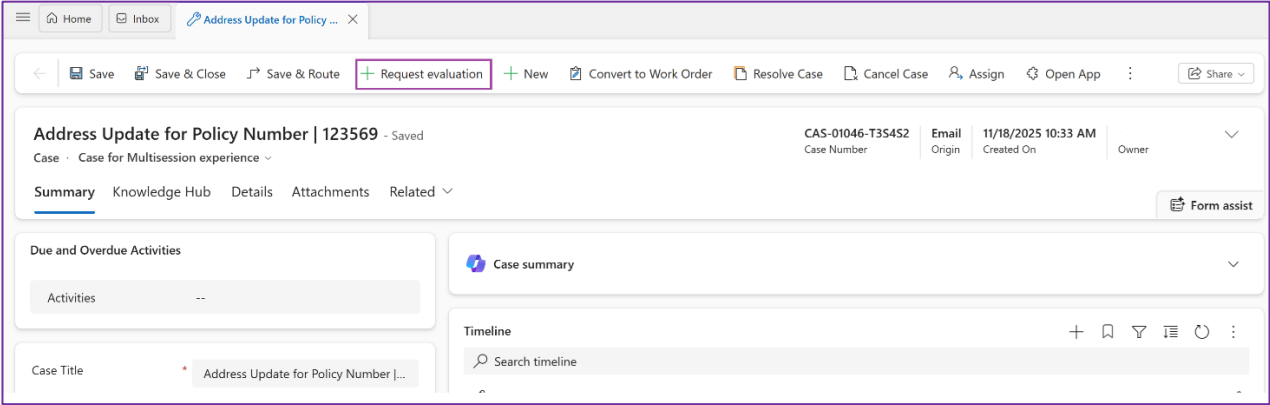 Home Inbox Address Update for Policy ...
Save Save & Close Save & Route Request evaluation New Convert to Work Order Resolve Case Cancel Case Assign Open App Share
Address Update for Policy Number | 123569 - Saved
Case · Case for Multisession experience
CAS-01046-T3S4S2 Email 11/18/2025 10:33 AM
Case Number Origin Created On Owner
Summary Knowledge Hub Details Attachments Related
Form assist
Due and Overdue Activities
Activities --
Case summary
Timeline
Search timeline
Case Title * Address Update for Policy Number |...